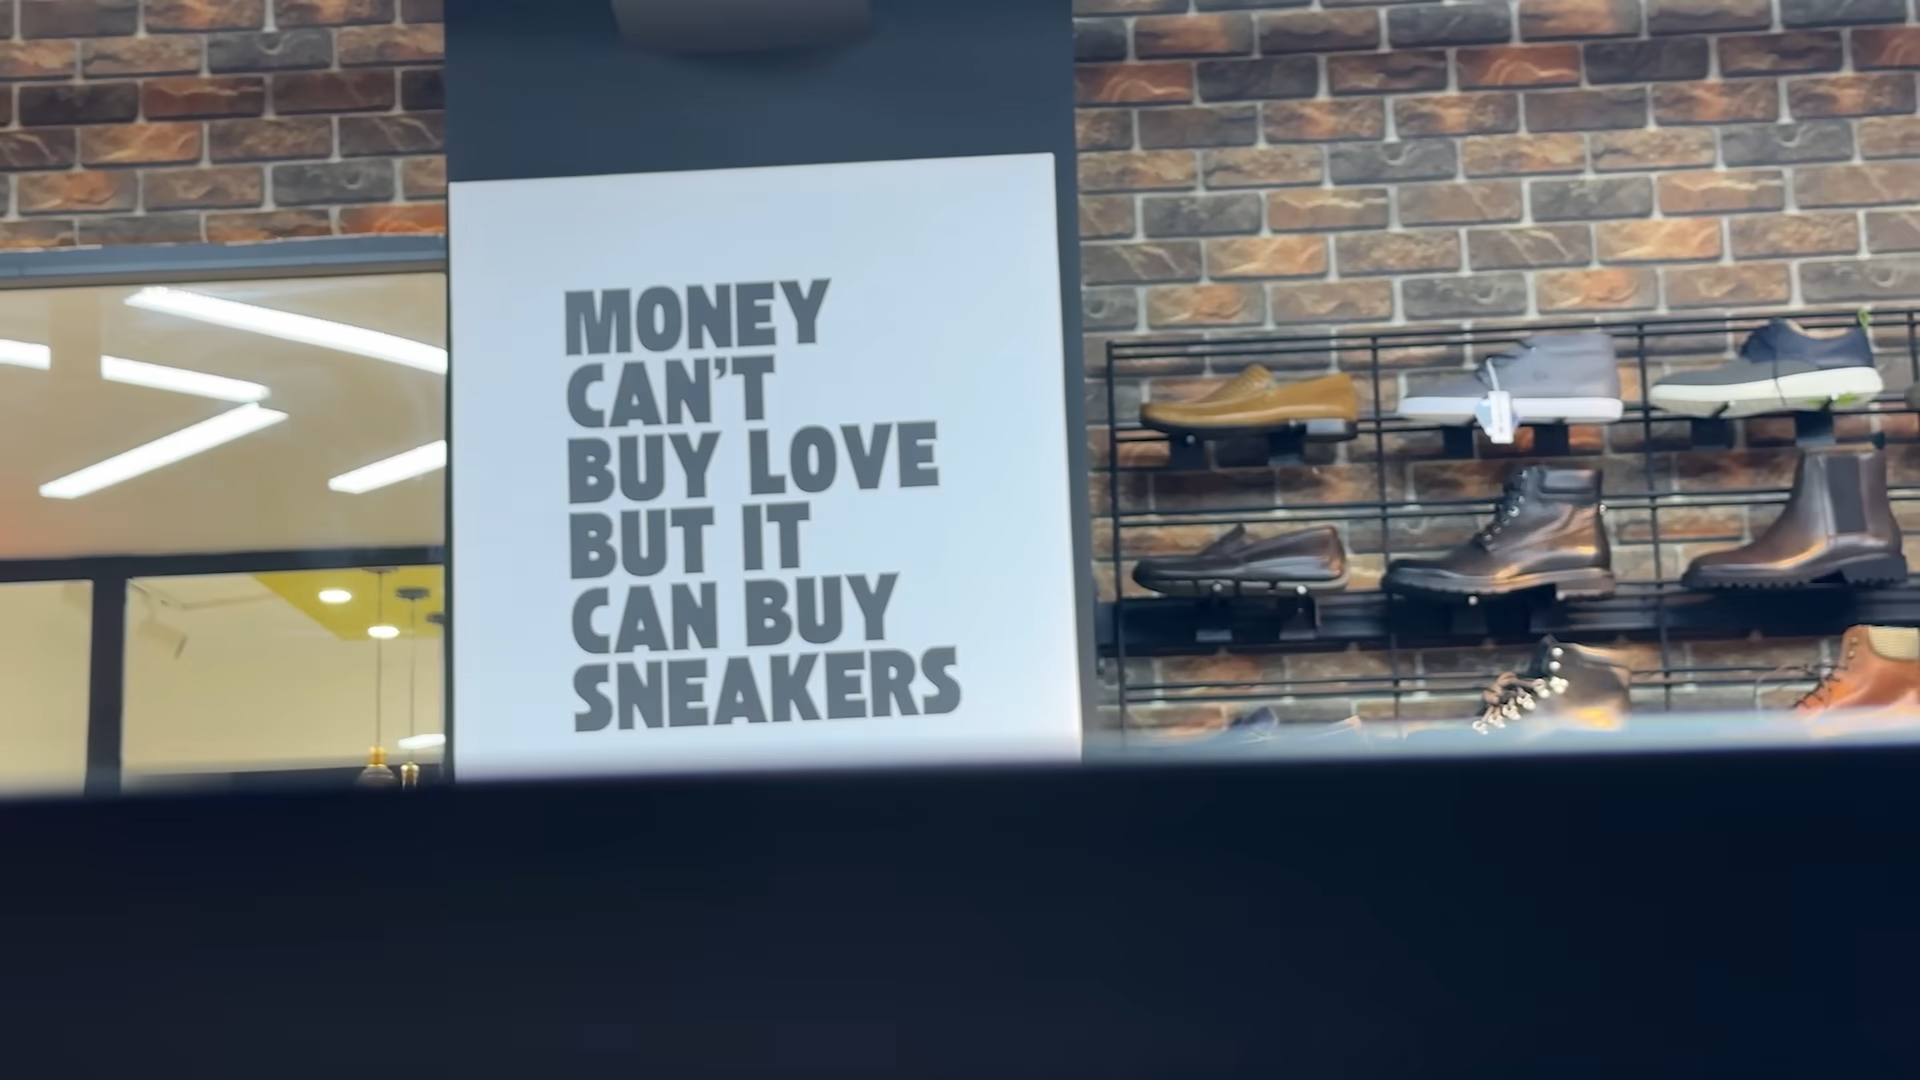 MONEY
CAN'T
BUY LOVE
BUT IT
CAN BUY
SNEAKERS